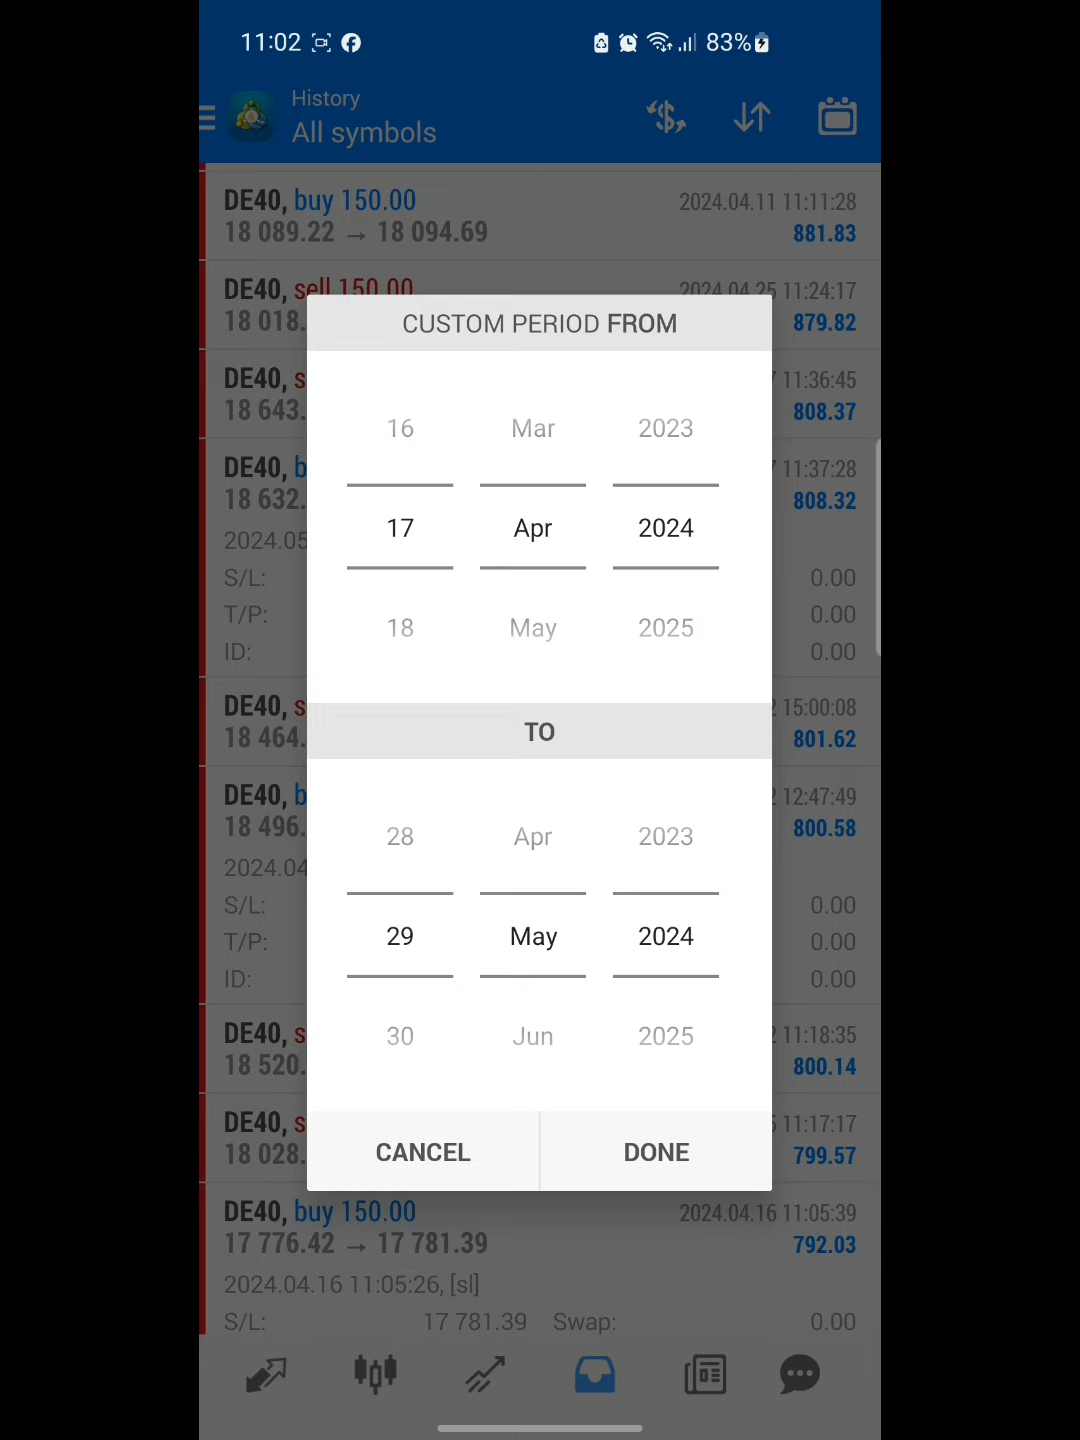 11:02 83%
History
All symbols
DE40, buy 150.00 2024.04.11 11:11:28
18 089.22 → 18 094.69 881.83
DE40, sell 150.00 2024.04.25 11:24:17
18 018. 879.82
CUSTOM PERIOD FROM
DE40, s 11:36:45
18 643. 808.37
16 Mar 2023
DE40, b 11:37:28
18 632. 808.32
17 Apr 2024
2024.05
S/L: 0.00
T/P: 0.00
18 May 2025
ID: 0.00
DE40, s 15:00:08
18 464. 801.62
TO
DE40, b 12:47:49
18 496. 800.58
28 Apr 2023
2024.04
S/L: 0.00
29 May 2024
T/P: 0.00
ID: 0.00
DE40, s 11:18:35
18 520. 800.14
30 Jun 2025
DE40, s 11:17:17
18 028. 799.57
CANCEL DONE
DE40, buy 150.00 2024.04.16 11:05:39
17 776.42 → 17 781.39 792.03
2024.04.16 11:05:26, [sl]
S/L: 17 781.39 Swap: 0.00